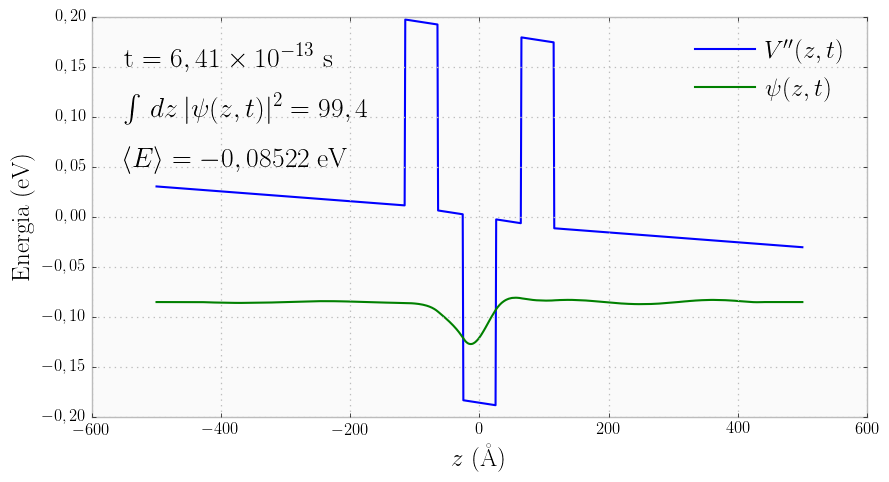 t = 6,41 × 10⁻¹³ s
∫ dz |ψ(z,t)|² = 99,4
⟨E⟩ = −0,08522 eV
V′′(z,t)
ψ(z,t)
Energia (eV)
0,20
0,15
0,10
0,05
0,00
−0,05
−0,10
−0,15
−0,20
−600 −400 −200 0 200 400 600
z (Å)